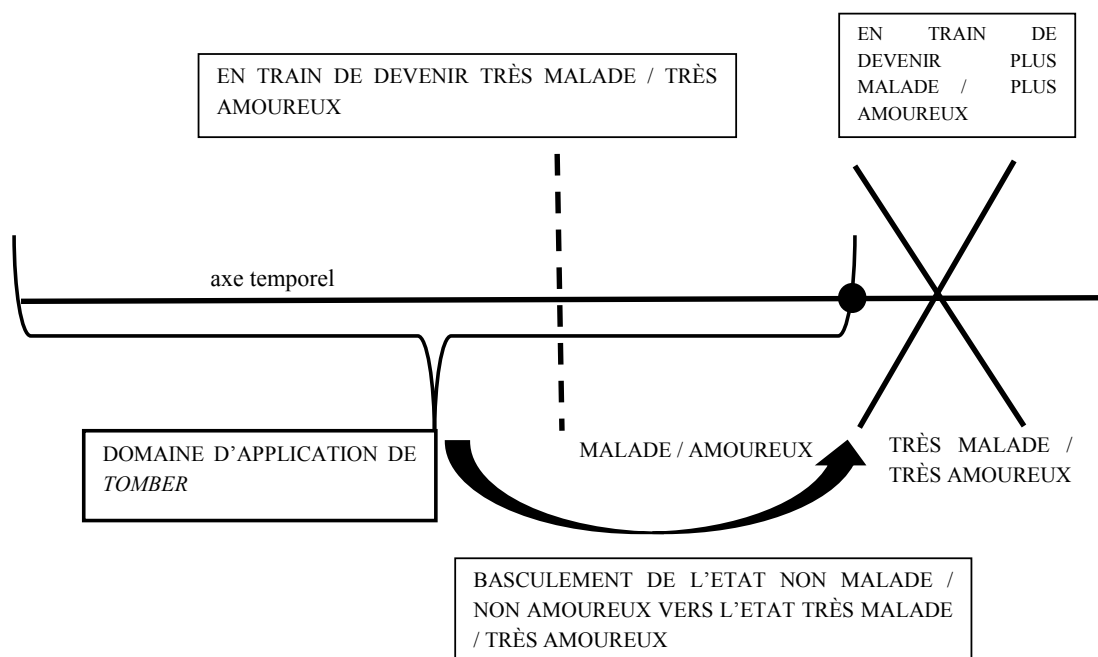 EN TRAIN DE
DEVENIR PLUS
MALADE / PLUS
AMOUREUX
EN TRAIN DE DEVENIR TRÈS MALADE / TRÈS
AMOUREUX
axe temporel
DOMAINE D'APPLICATION DE
TOMBER
MALADE / AMOUREUX
TRÈS MALADE /
TRÈS AMOUREUX
BASCULEMENT DE L'ETAT NON MALADE /
NON AMOUREUX VERS L'ETAT TRÈS MALADE
/ TRÈS AMOUREUX